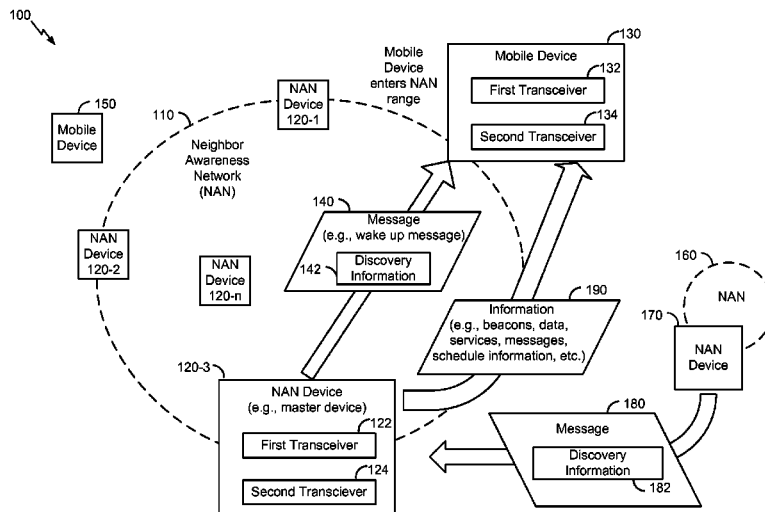 100
150
Mobile
Device
110
Neighbor
Awareness
Network
(NAN)
NAN
Device
120-1
Mobile
Device
enters NAN
range
130
Mobile Device
132
First Transceiver
134
Second Transceiver
NAN
Device
120-2
NAN
Device
120-n
140
Message
(e.g., wake up message)
142
Discovery
Information
190
Information
(e.g., beacons, data,
services, messages,
schedule information, etc.)
160
NAN
170
NAN
Device
120-3
NAN Device
(e.g., master device)
122
First Transceiver
124
Second Transciever
180
Message
Discovery
Information
182